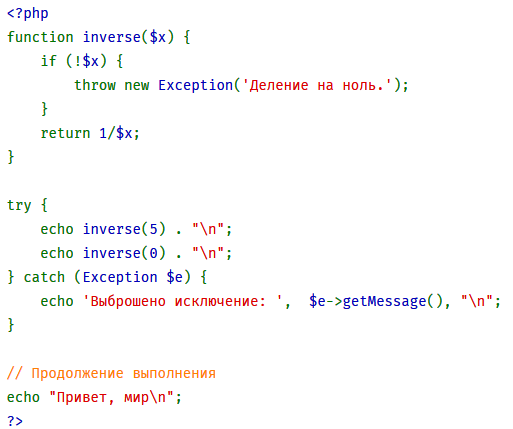 <?php
function inverse($x) {
    if (!$x) {
        throw new Exception('Деление на ноль.');
    }
    return 1/$x;
}

try {
    echo inverse(5) . "\n";
    echo inverse(0) . "\n";
} catch (Exception $e) {
    echo 'Выброшено исключение: ',  $e->getMessage(), "\n";
}

// Продолжение выполнения
echo "Привет, мир\n";
?>